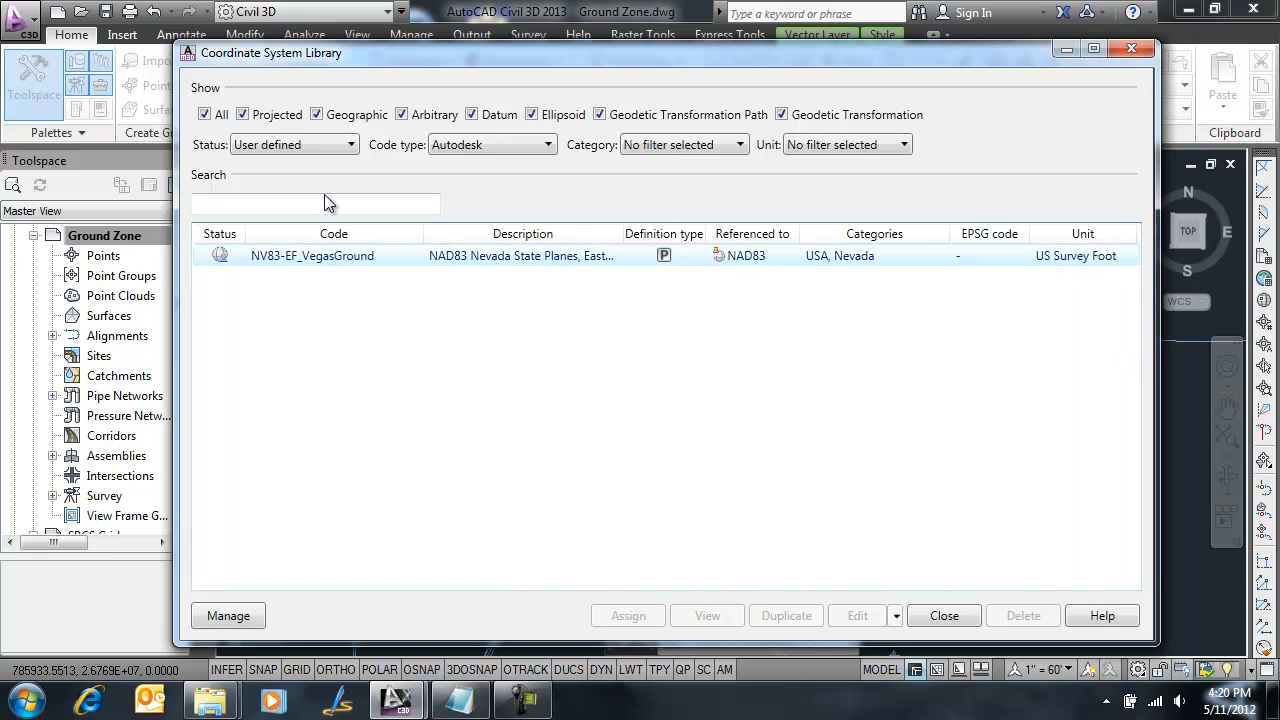 Civil 3D
AutoCAD Civil 3D 2013 Ground Zone.dwg
Type a keyword or phrase
Sign In
C3D
Home Insert Annotate Modify Analyze View Manage Output Survey Raster Tools Express Tools Vector Layer Style
Toolspace
Palettes
Create Gr
Paste
Clipboard
Coordinate System Library
Show
All Projected Geographic Arbitrary Datum Ellipsoid Geodetic Transformation Path Geodetic Transformation
Status: User defined Code type: Autodesk Category: No filter selected Unit: No filter selected
Search
Status Code Description Definition type Referenced to Categories EPSG code Unit
NV83-EF_VegasGround NAD83 Nevada State Planes, East... P NAD83 USA, Nevada - US Survey Foot
Manage Assign View Duplicate Edit Close Delete Help
Toolspace
Master View
Ground Zone
Points
Point Groups
Point Clouds
Surfaces
Alignments
Sites
Catchments
Pipe Networks
Pressure Netw...
Corridors
Assemblies
Intersections
Survey
View Frame G...
N
TOP
E
S
WCS
785933.5513, 2.6769E+07, 0.0000 INFER SNAP GRID ORTHO POLAR OSNAP 3DOSNAP OTRACK DUCS DYN LWT TPY QP SC AM MODEL 1" = 60'
4:20 PM
5/11/2012